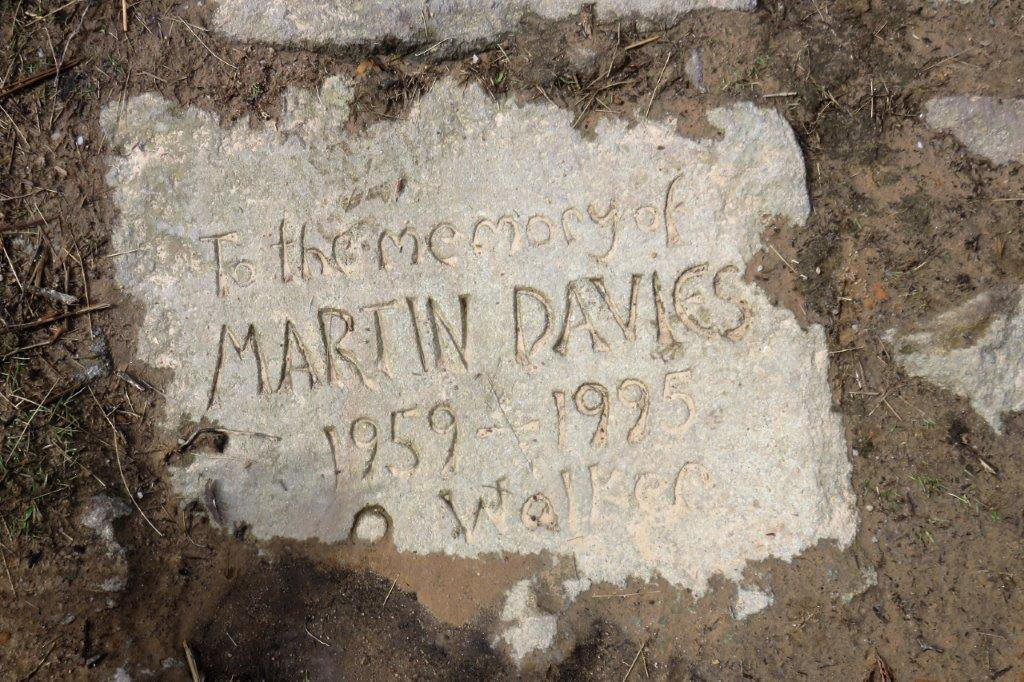 To the memory of
MARTIN DAVIES
1959 + 1995
a Walker